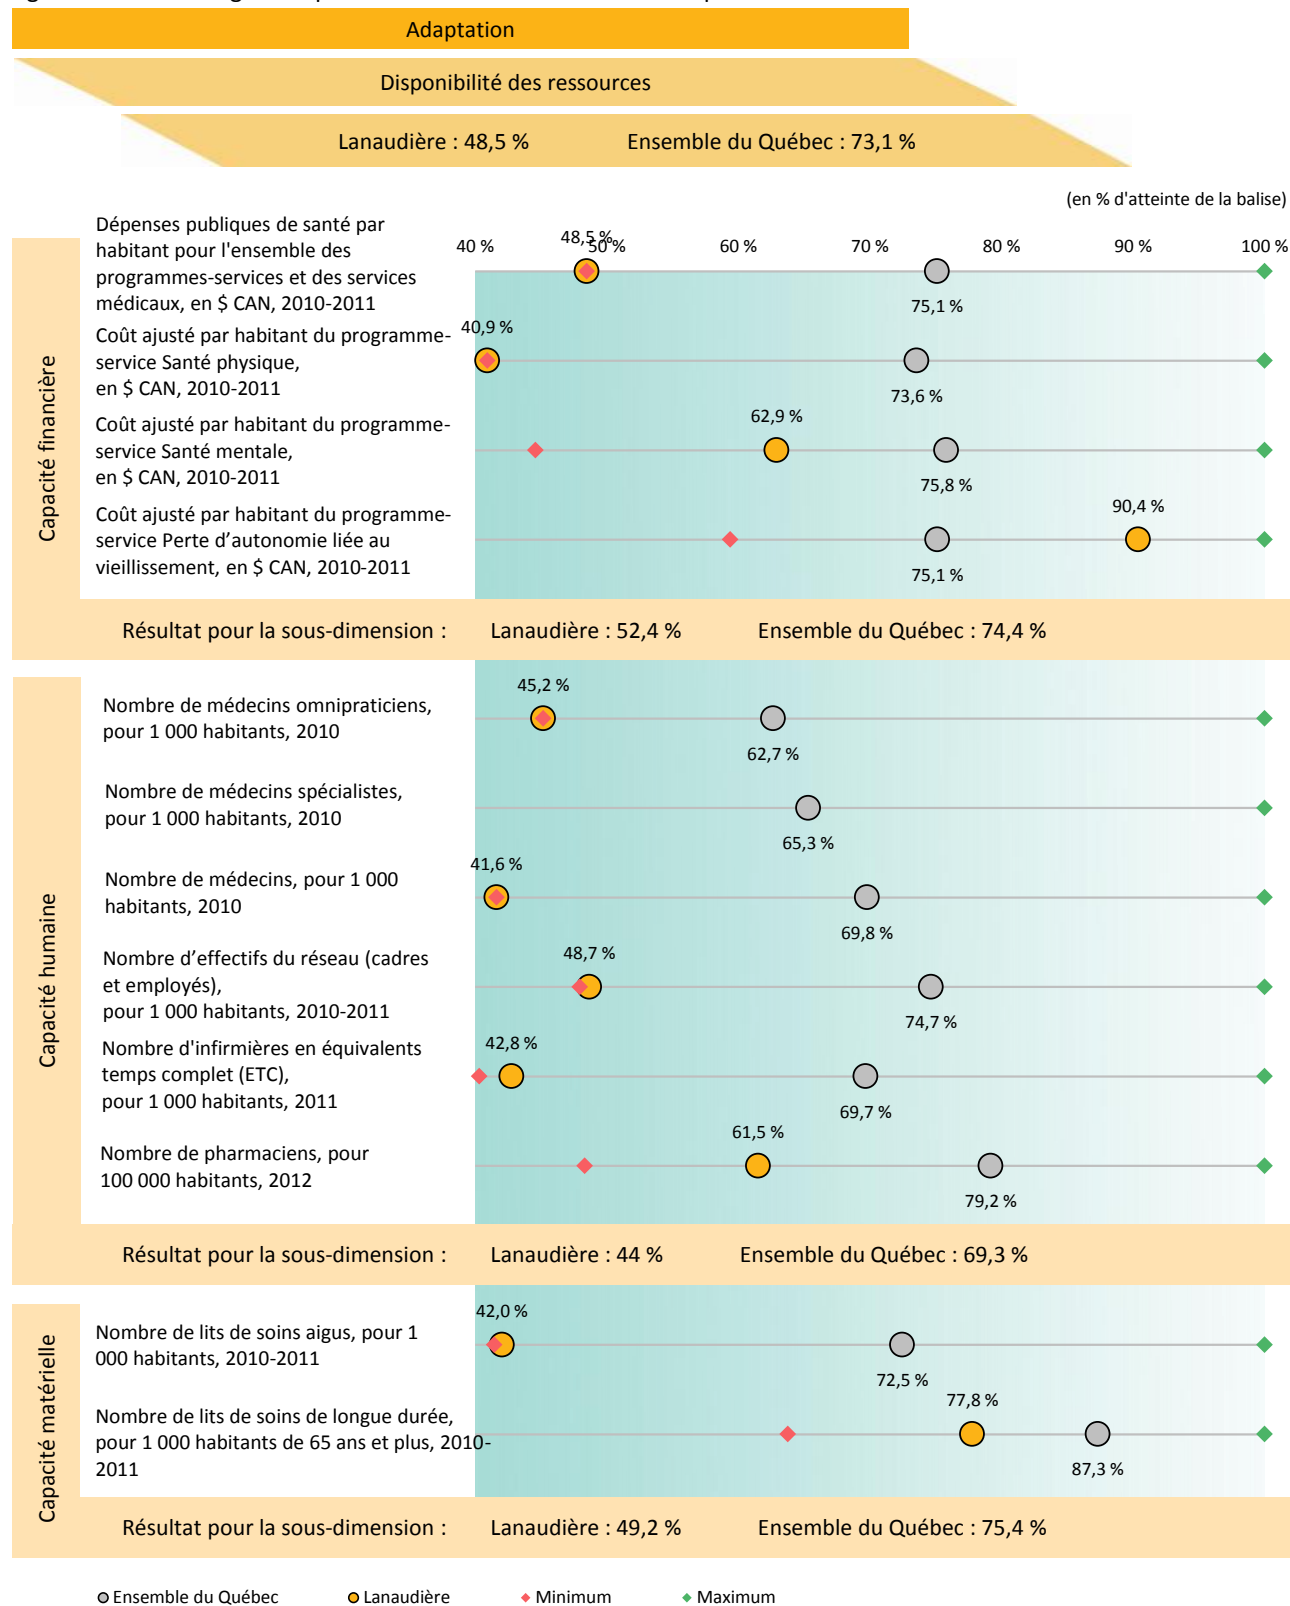 Adaptation
Disponibilité des ressources
Lanaudière : 48,5 % Ensemble du Québec : 73,1 %
(en % d'atteinte de la balise)
40 % 50 % 60 % 70 % 80 % 90 % 100 %
Capacité financière
Dépenses publiques de santé par
habitant pour l'ensemble des
programmes-services et des services
médicaux, en $ CAN, 2010-2011
48,5 %
75,1 %
Coût ajusté par habitant du programme-
service Santé physique,
en $ CAN, 2010-2011
40,9 %
73,6 %
Coût ajusté par habitant du programme-
service Santé mentale,
en $ CAN, 2010-2011
62,9 %
75,8 %
Coût ajusté par habitant du programme-
service Perte d’autonomie liée au
vieillissement, en $ CAN, 2010-2011
90,4 %
75,1 %
Résultat pour la sous-dimension : Lanaudière : 52,4 % Ensemble du Québec : 74,4 %
Capacité humaine
Nombre de médecins omnipraticiens,
pour 1 000 habitants, 2010
45,2 %
62,7 %
Nombre de médecins spécialistes,
pour 1 000 habitants, 2010
65,3 %
Nombre de médecins, pour 1 000
habitants, 2010
41,6 %
69,8 %
Nombre d’effectifs du réseau (cadres
et employés),
pour 1 000 habitants, 2010-2011
48,7 %
74,7 %
Nombre d'infirmières en équivalents
temps complet (ETC),
pour 1 000 habitants, 2011
42,8 %
69,7 %
Nombre de pharmaciens, pour
100 000 habitants, 2012
61,5 %
79,2 %
Résultat pour la sous-dimension : Lanaudière : 44 % Ensemble du Québec : 69,3 %
Capacité matérielle
Nombre de lits de soins aigus, pour 1
000 habitants, 2010-2011
42,0 %
72,5 %
Nombre de lits de soins de longue durée,
pour 1 000 habitants de 65 ans et plus, 2010-
2011
77,8 %
87,3 %
Résultat pour la sous-dimension : Lanaudière : 49,2 % Ensemble du Québec : 75,4 %
Ensemble du Québec Lanaudière Minimum Maximum